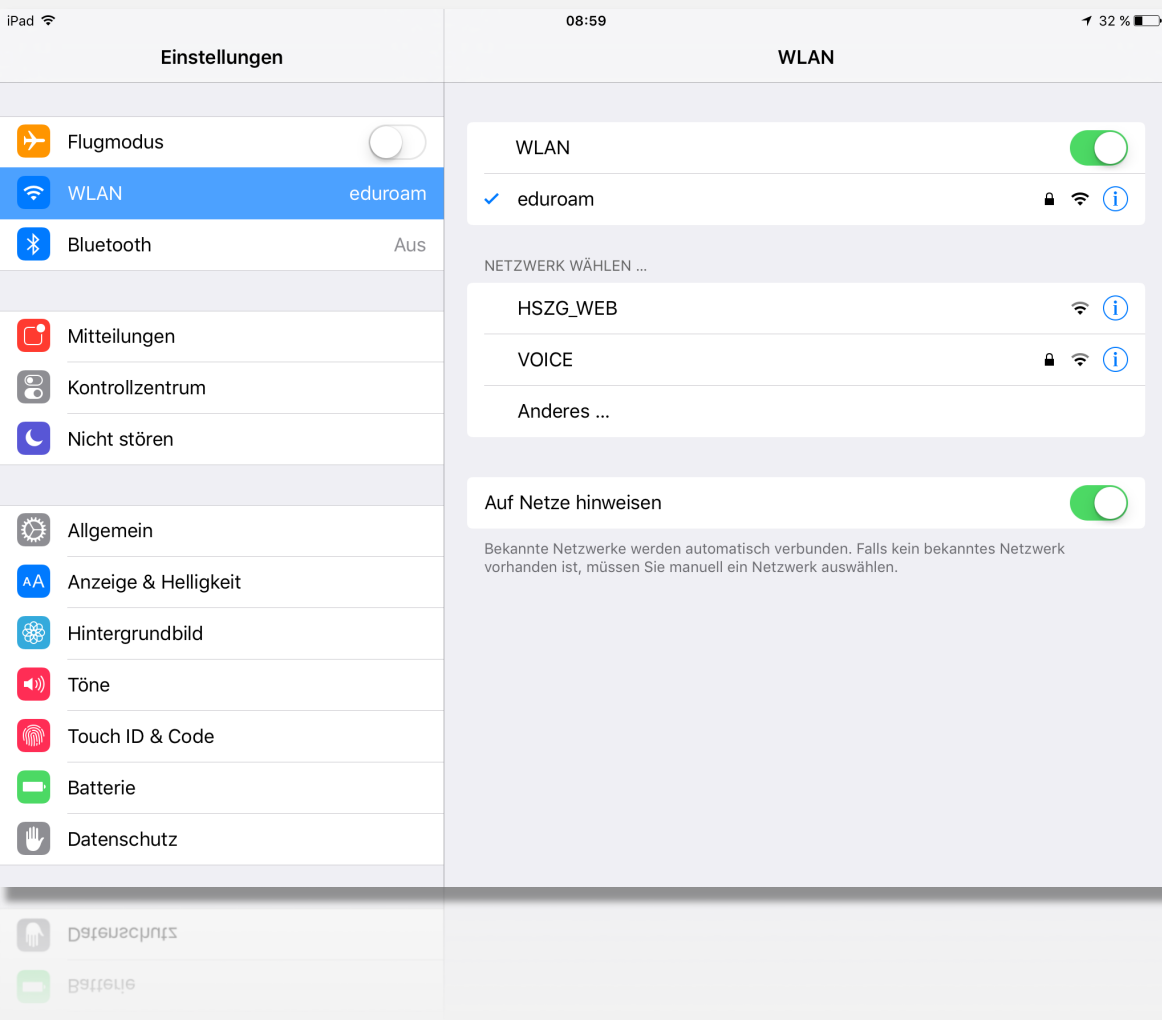 iPad 08:59 32 %
Einstellungen
WLAN
Flugmodus
WLAN eduroam
Bluetooth Aus
Mitteilungen
Kontrollzentrum
Nicht stören
Allgemein
AA Anzeige & Helligkeit
Hintergrundbild
Töne
Touch ID & Code
Batterie
Datenschutz
WLAN
eduroam
NETZWERK WÄHLEN ...
HSZG_WEB
VOICE
Anderes ...
Auf Netze hinweisen
Bekannte Netzwerke werden automatisch verbunden. Falls kein bekanntes Netzwerk
vorhanden ist, müssen Sie manuell ein Netzwerk auswählen.
Datenschutz
Batterie